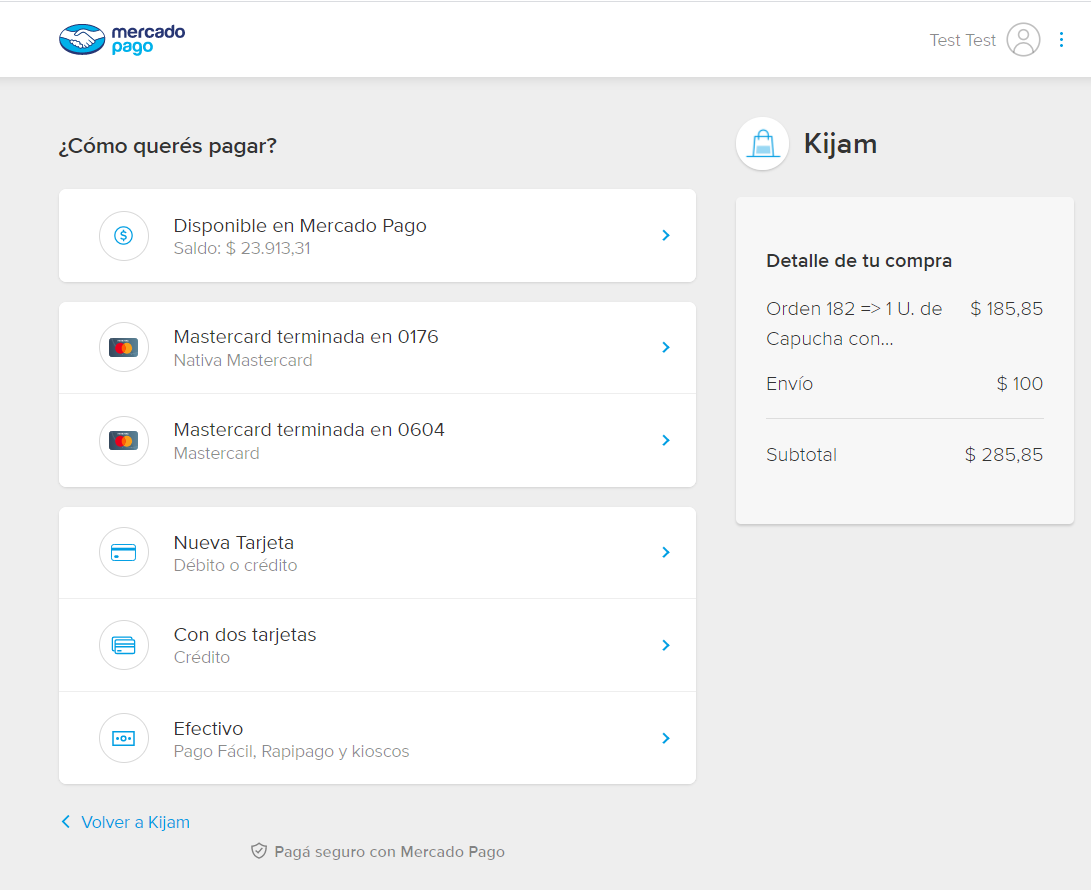 mercado
pago
Test Test
¿Cómo querés pagar?
Disponible en Mercado Pago
Saldo: $ 23.913,31
Mastercard terminada en 0176
Nativa Mastercard
Mastercard terminada en 0604
Mastercard
Nueva Tarjeta
Débito o crédito
Con dos tarjetas
Crédito
Efectivo
Pago Fácil, Rapipago y kioscos
Volver a Kijam
Pagá seguro con Mercado Pago
Kijam
Detalle de tu compra
Orden 182 => 1 U. de $ 185,85
Capucha con...
Envío $ 100
Subtotal $ 285,85